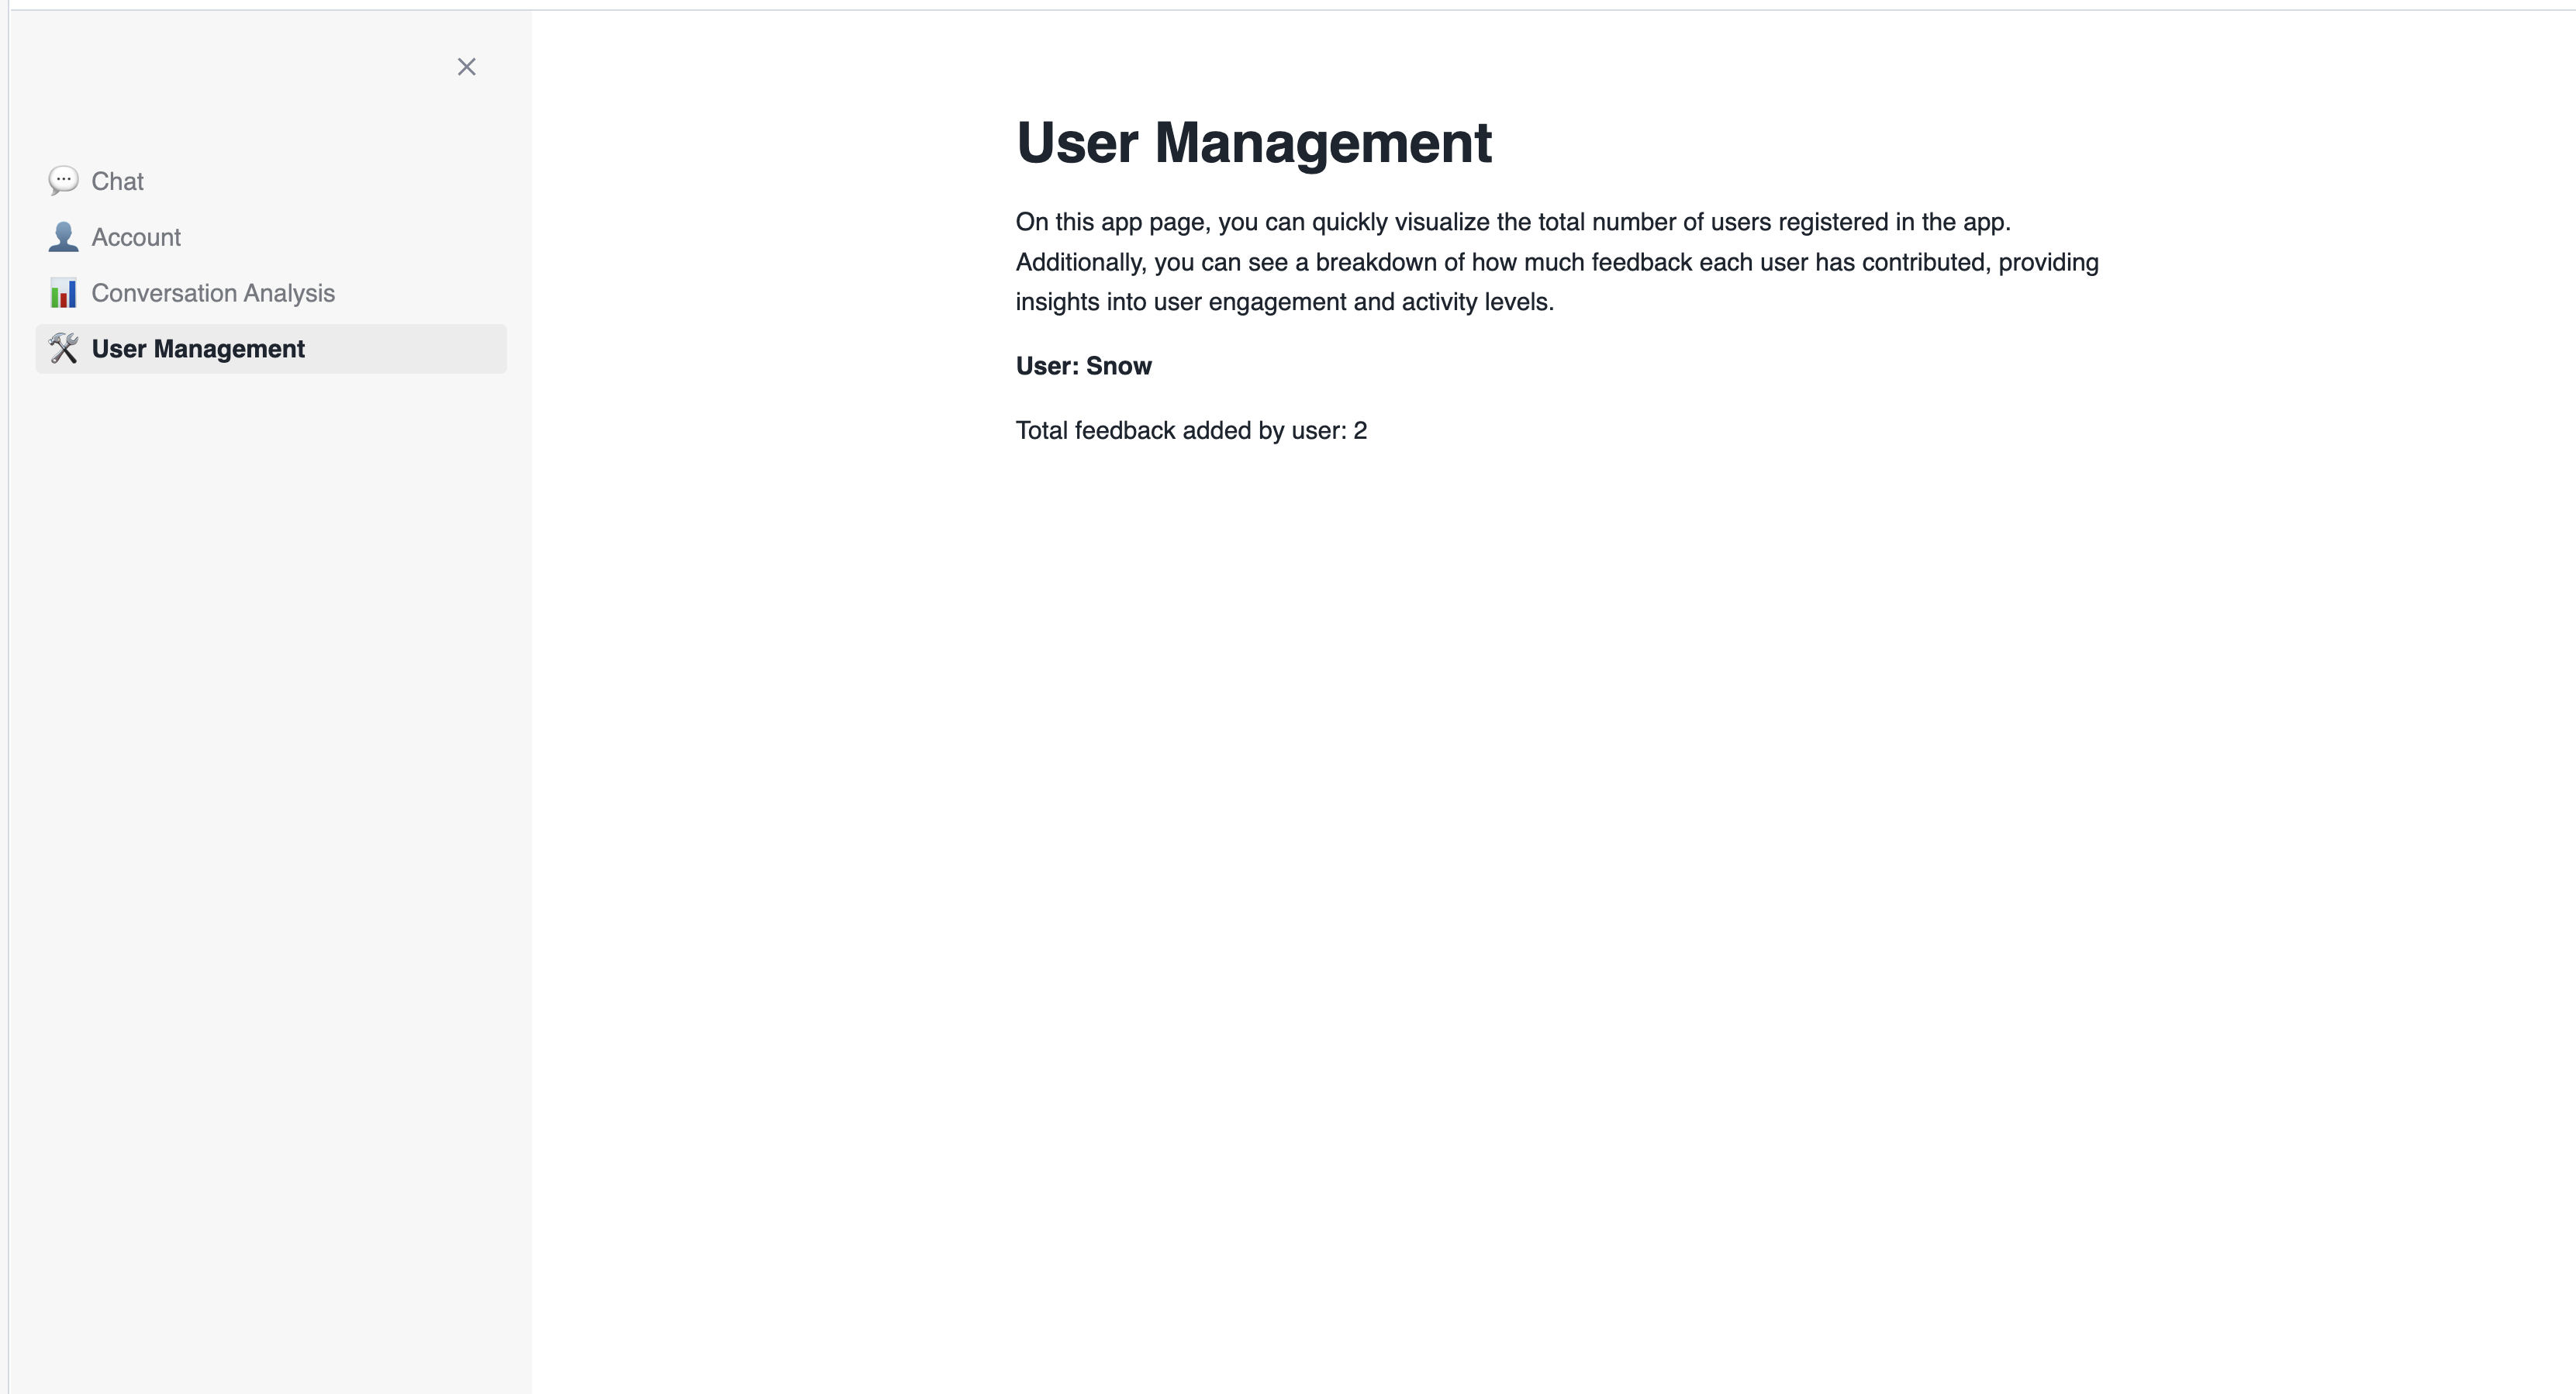 Chat
Account
Conversation Analysis
User Management
User Management
On this app page, you can quickly visualize the total number of users registered in the app.
Additionally, you can see a breakdown of how much feedback each user has contributed, providing
insights into user engagement and activity levels.
User: Snow
Total feedback added by user: 2